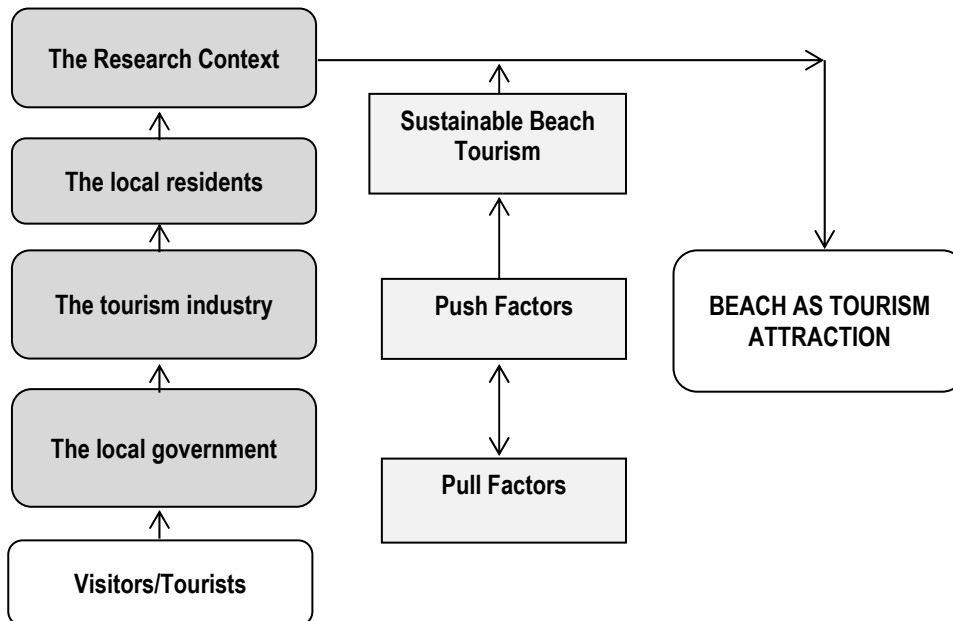 The Research Context
The local residents
The tourism industry
The local government
Visitors/Tourists
Sustainable Beach
Tourism
Push Factors
Pull Factors
BEACH AS TOURISM
ATTRACTION